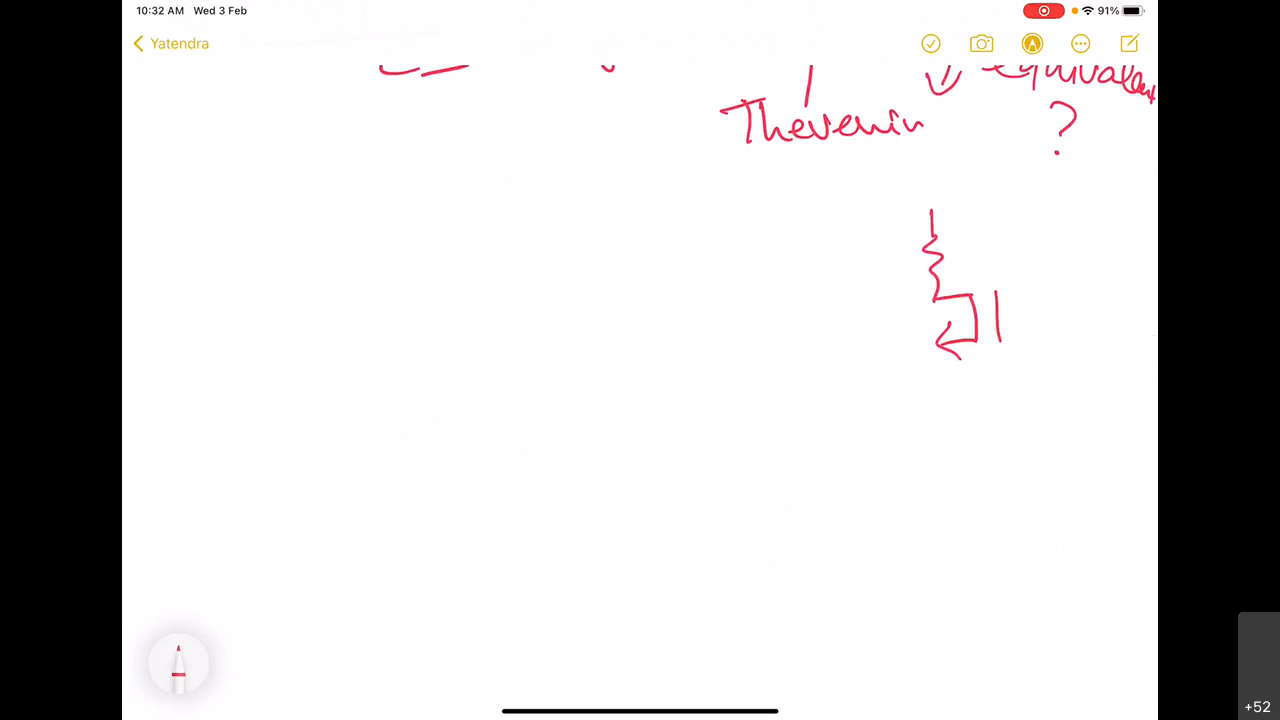 10:32 AM Wed 3 Feb
91%
Yatendra
equivalent
Thevenin
?
+52